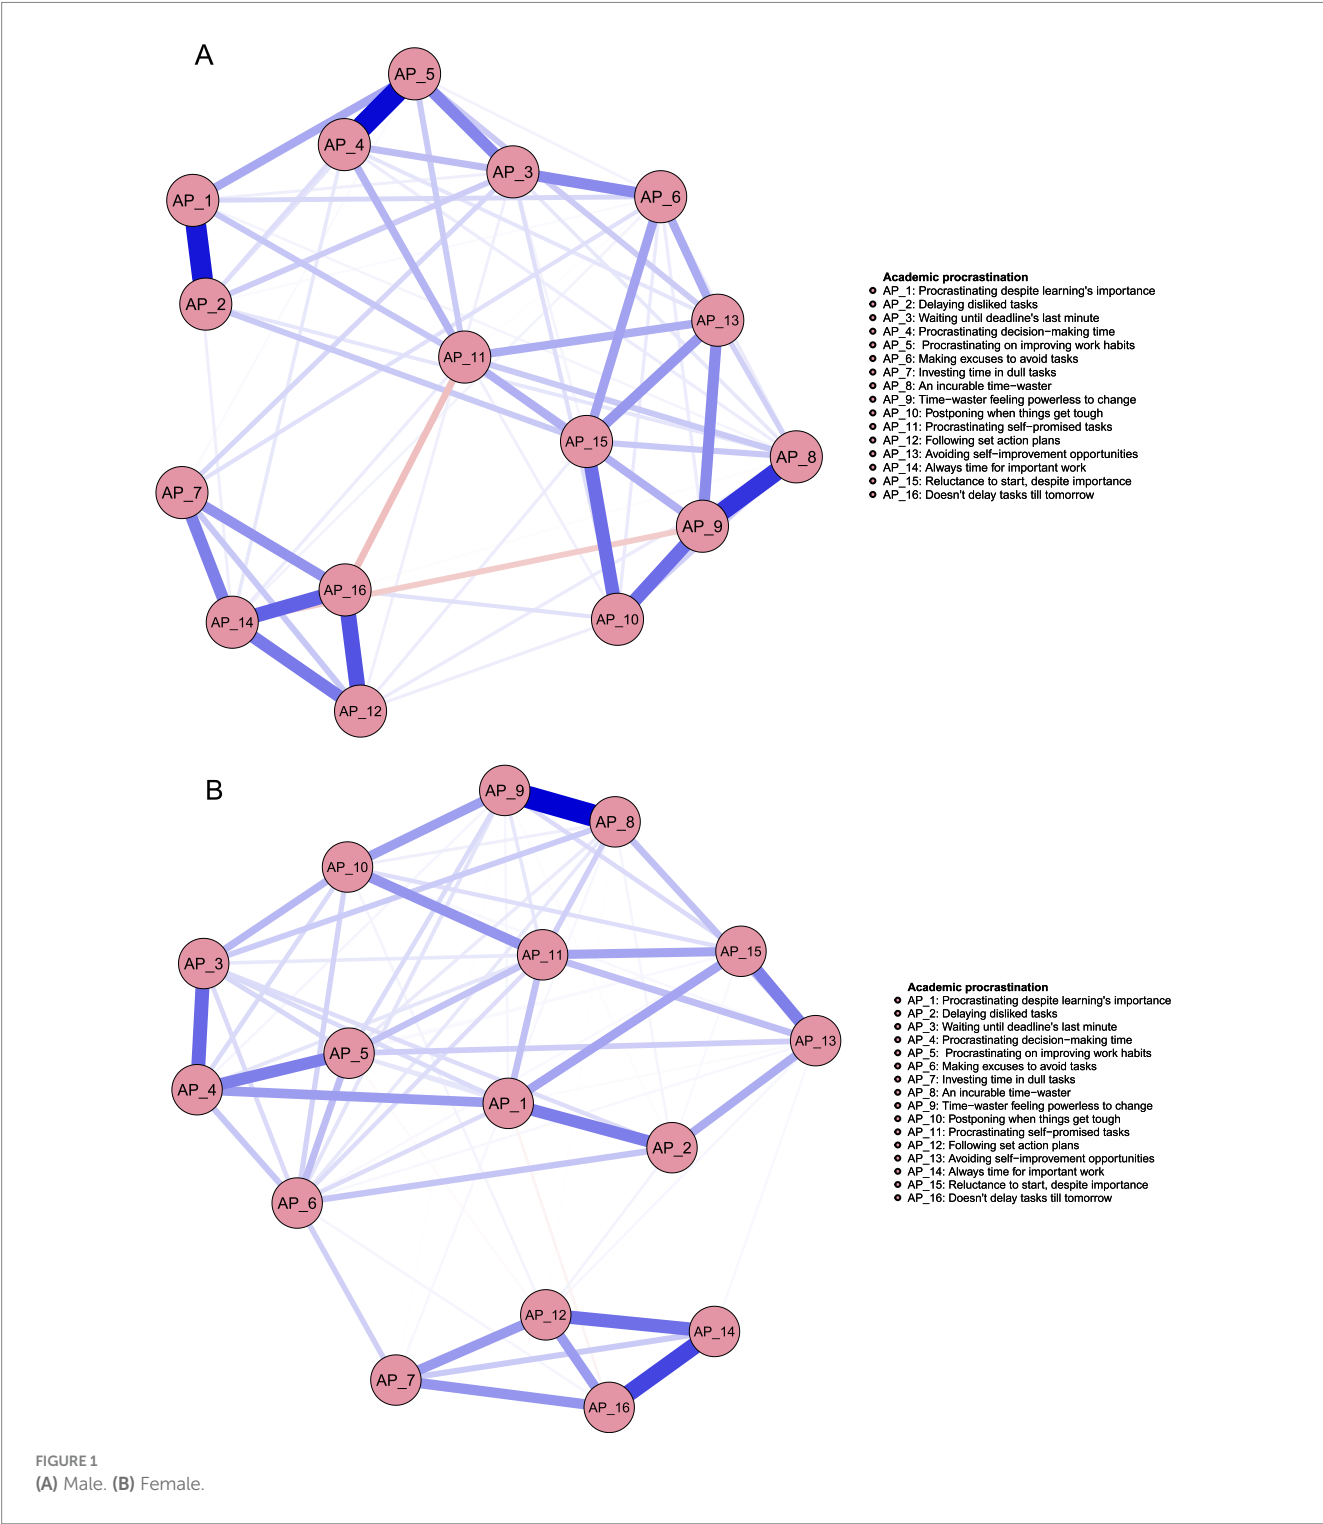 A
AP_5
AP_4
AP_3
AP_1
AP_6
AP_2
AP_13
AP_11
AP_15
AP_8
AP_7
AP_9
AP_16
AP_14
AP_10
AP_12
Academic procrastination
AP_1: Procrastinating despite learning's importance
AP_2: Delaying disliked tasks
AP_3: Waiting until deadline's last minute
AP_4: Procrastinating decision−making time
AP_5: Procrastinating on improving work habits
AP_6: Making excuses to avoid tasks
AP_7: Investing time in dull tasks
AP_8: An incurable time−waster
AP_9: Time−waster feeling powerless to change
AP_10: Postponing when things get tough
AP_11: Procrastinating self−promised tasks
AP_12: Following set action plans
AP_13: Avoiding self−improvement opportunities
AP_14: Always time for important work
AP_15: Reluctance to start, despite importance
AP_16: Doesn't delay tasks till tomorrow
B
AP_9
AP_8
AP_10
AP_11
AP_15
AP_3
AP_13
AP_5
AP_4
AP_1
AP_2
AP_6
AP_12
AP_14
AP_7
AP_16
Academic procrastination
AP_1: Procrastinating despite learning's importance
AP_2: Delaying disliked tasks
AP_3: Waiting until deadline's last minute
AP_4: Procrastinating decision−making time
AP_5: Procrastinating on improving work habits
AP_6: Making excuses to avoid tasks
AP_7: Investing time in dull tasks
AP_8: An incurable time−waster
AP_9: Time−waster feeling powerless to change
AP_10: Postponing when things get tough
AP_11: Procrastinating self−promised tasks
AP_12: Following set action plans
AP_13: Avoiding self−improvement opportunities
AP_14: Always time for important work
AP_15: Reluctance to start, despite importance
AP_16: Doesn't delay tasks till tomorrow
FIGURE 1
(A) Male. (B) Female.